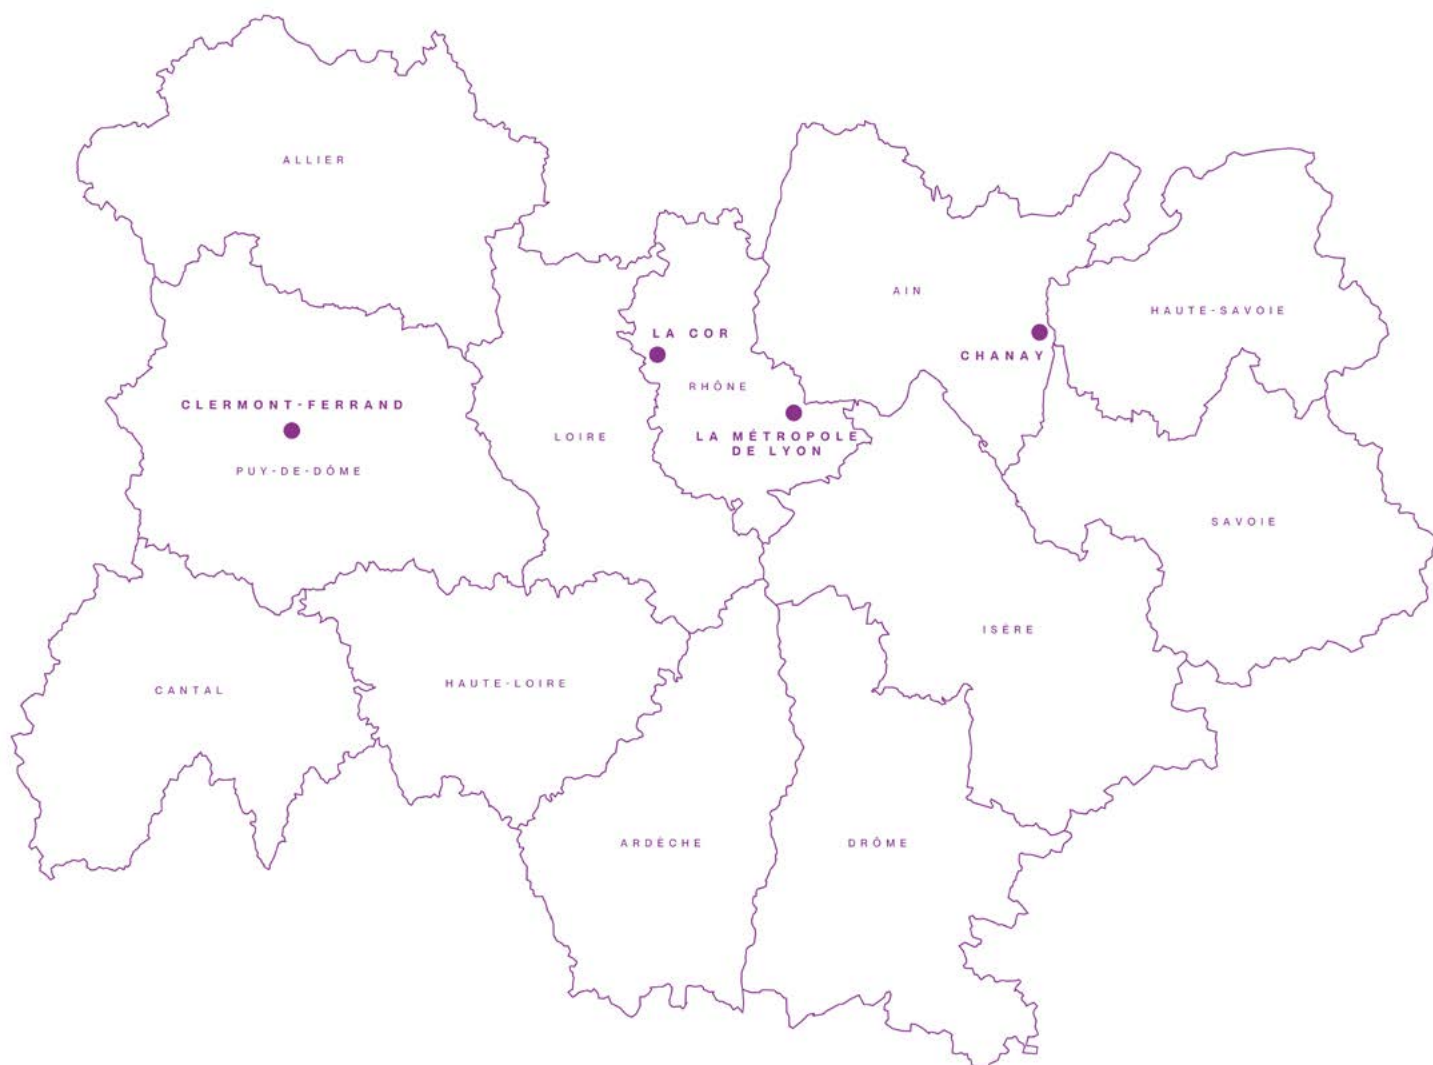 ALLIER
AIN
HAUTE-SAVOIE
LA COR
CHANAY
RHÔNE
CLERMONT-FERRAND
LOIRE
LA MÉTROPOLE
DE LYON
PUY-DE-DÔME
SAVOIE
ISÈRE
CANTAL
HAUTE-LOIRE
ARDÈCHE
DRÔME